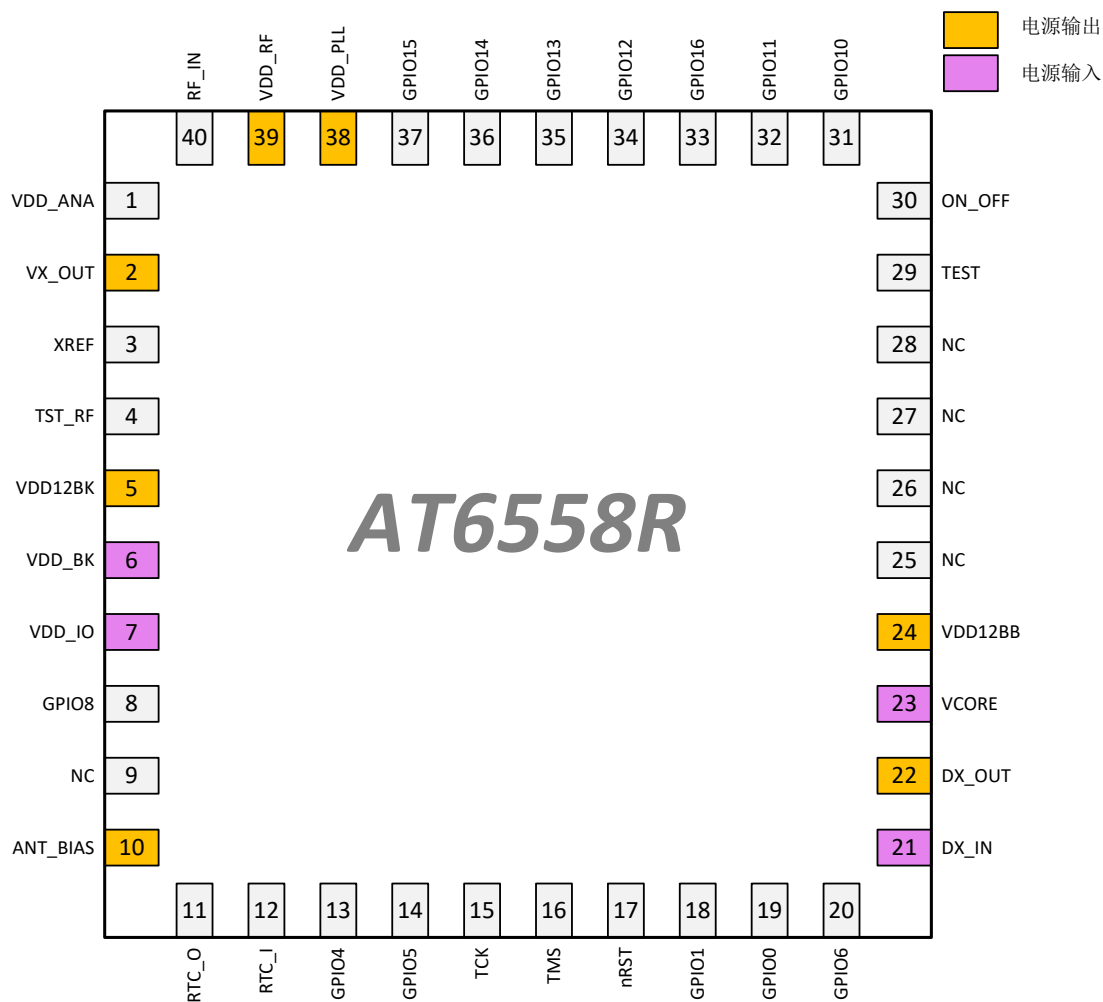 电源输出
电源输入
RF_IN
VDD_RF
VDD_PLL
GPIO15
GPIO14
GPIO13
GPIO12
GPIO16
GPIO11
GPIO10
40 39 38 37 36 35 34 33 32 31
VDD_ANA 1 30 ON_OFF
VX_OUT 2 29 TEST
XREF 3 28 NC
TST_RF 4 27 NC
VDD12BK 5 26 NC
AT6558R
VDD_BK 6 25 NC
VDD_IO 7 24 VDD12BB
GPIO8 8 23 VCORE
NC 9 22 DX_OUT
ANT_BIAS 10 21 DX_IN
11 12 13 14 15 16 17 18 19 20
RTC_O
RTC_I
GPIO4
GPIO5
TCK
TMS
nRST
GPIO1
GPIO0
GPIO6